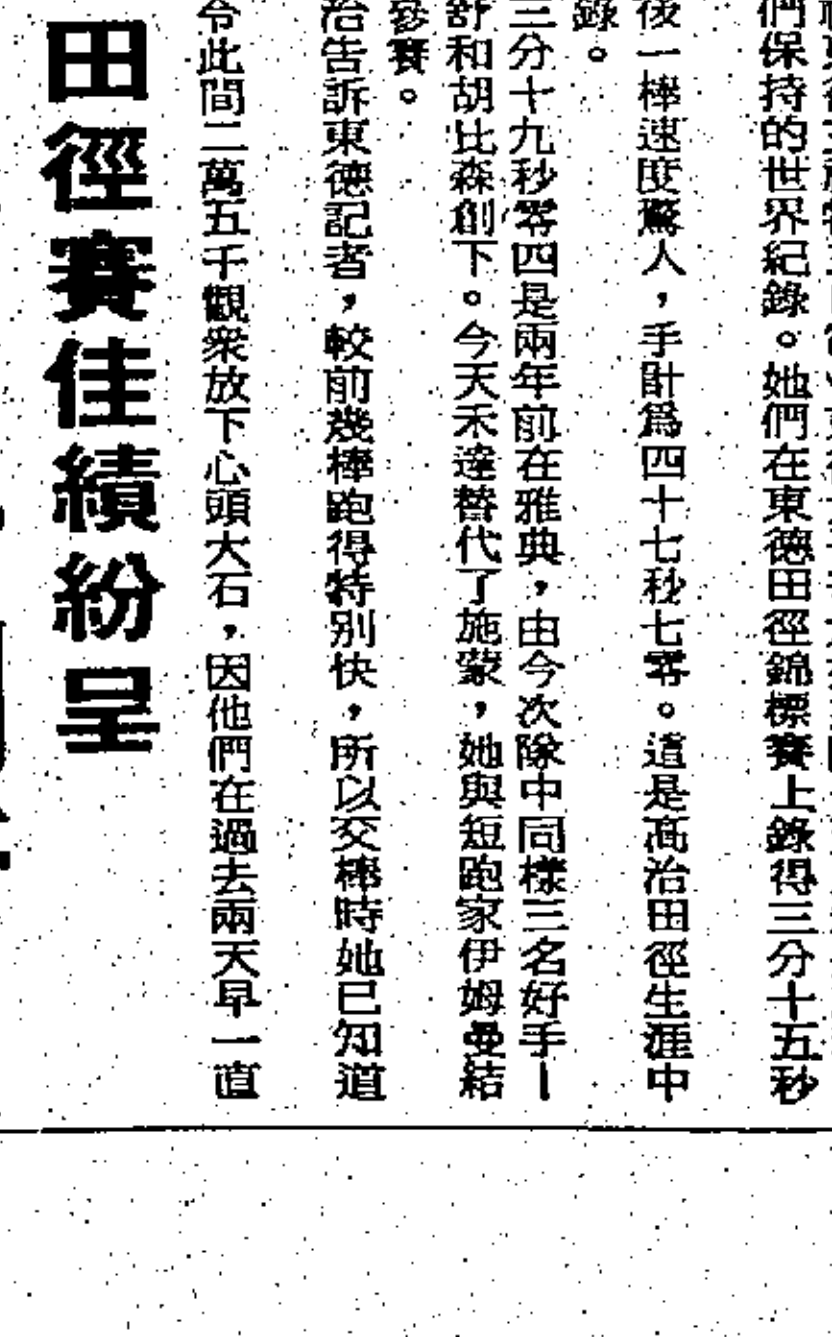 們保持的世界紀錄。她們在東德田徑錦標賽上錄得三分十五秒
後一棒速度驚人，手計爲四十七秒七零。這是高治田徑生涯中
錄。
三分十九秒零四是兩年前在雅典，由今次隊中同樣三名好手—
舒和胡比森創下。今天禾達替代了施蒙，她與短跑家伊姆曼結
參賽。
治告訴東德記者，較前幾棒跑得特别快，所以交棒時她已知道
令此間二萬五千觀衆放下心頭大石，因他們在過去兩天早一直
田徑賽佳績紛呈